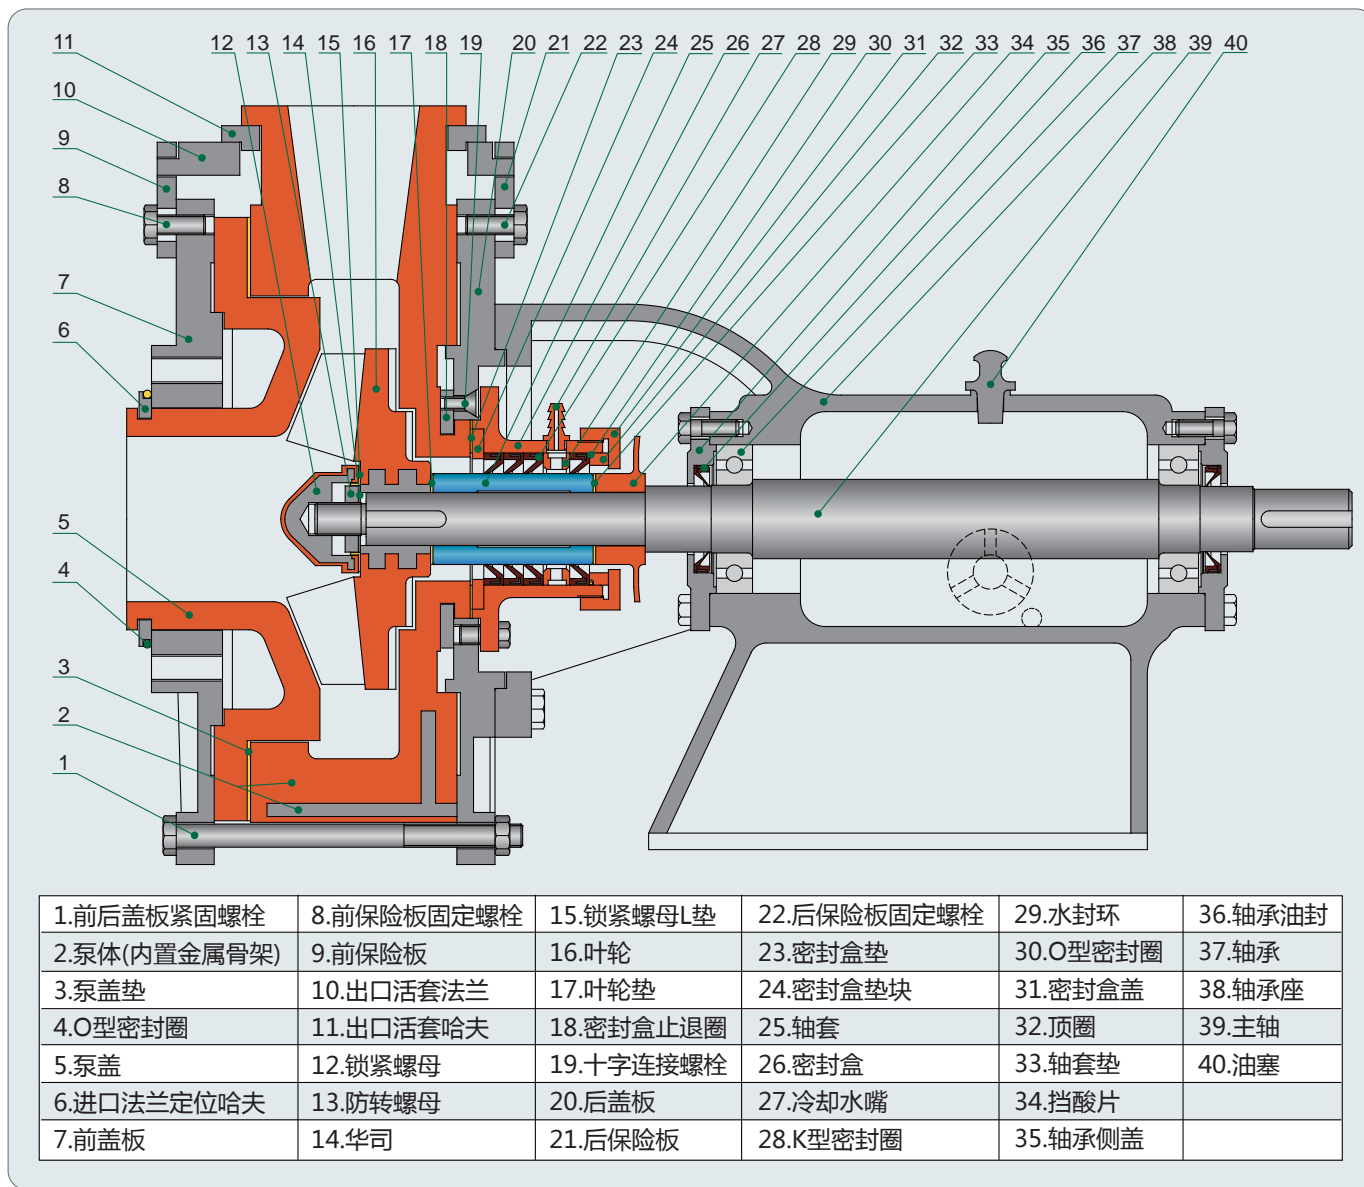 11 12 13 14 15 16 17 18 19 20 21 22 23 24 25 26 27 28 29 30 31 32 33 34 35 36 37 38 39 40
10
9
8
7
6
5
4
3
2
1
1.前后盖板紧固螺栓 8.前保险板固定螺栓 15.锁紧螺母L垫 22.后保险板固定螺栓 29.水封环 36.轴承油封
2.泵体(内置金属骨架) 9.前保险板 16.叶轮 23.密封盒垫 30.O型密封圈 37.轴承
3.泵盖垫 10.出口活套法兰 17.叶轮垫 24.密封盒垫块 31.密封盒盖 38.轴承座
4.O型密封圈 11.出口活套哈夫 18.密封盒止退圈 25.轴套 32.顶圈 39.主轴
5.泵盖 12.锁紧螺母 19.十字连接螺栓 26.密封盒 33.轴套垫 40.油塞
6.进口法兰定位哈夫 13.防转螺母 20.后盖板 27.冷却水嘴 34.挡酸片
7.前盖板 14.华司 21.后保险板 28.K型密封圈 35.轴承侧盖